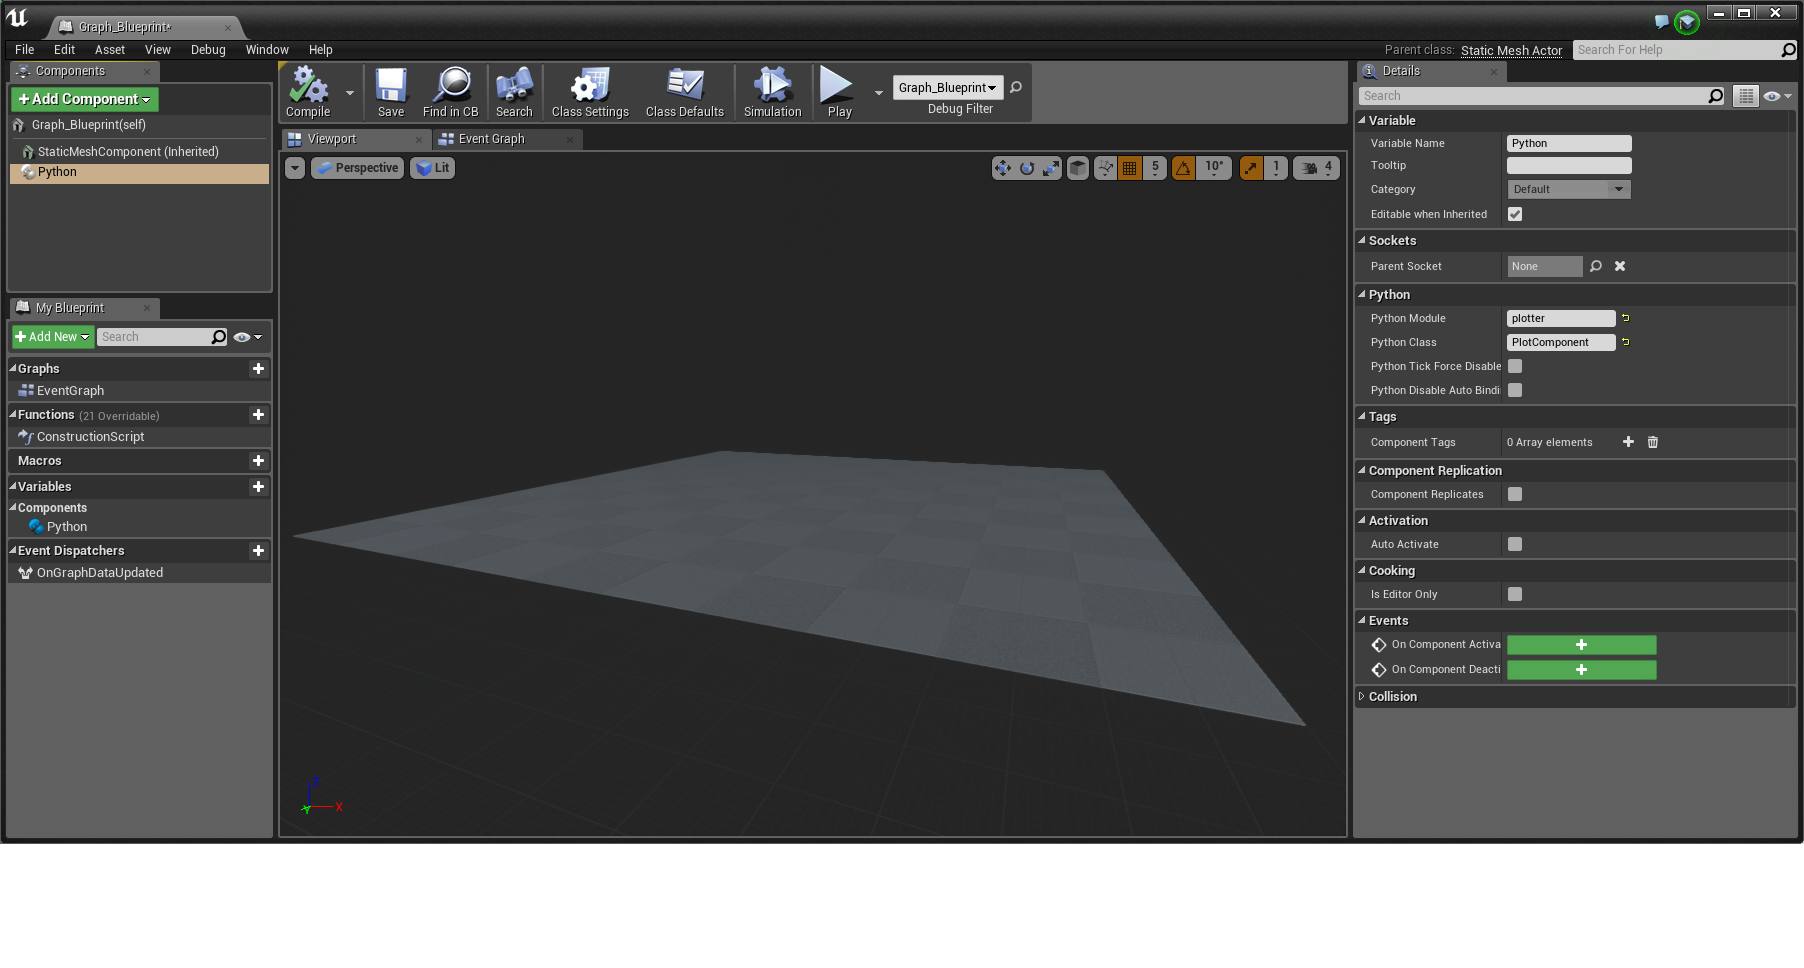 Graph_Blueprint*
File Edit Asset View Debug Window Help
Parent class: Static Mesh Actor Search For Help
Components
+Add Component
Graph_Blueprint(self)
StaticMeshComponent (Inherited)
Python
My Blueprint
+Add New Search
Graphs
EventGraph
Functions (21 Overridable)
ConstructionScript
Macros
Variables
Components
Python
Event Dispatchers
OnGraphDataUpdated
Compile Save Find in CB Search Class Settings Class Defaults Simulation Play
Graph_Blueprint
Debug Filter
Viewport Event Graph
Perspective Lit 5 10° 1 4
Z
Y X
Details
Search
Variable
Variable Name Python
Tooltip
Category Default
Editable when Inherited
Sockets
Parent Socket None
Python
Python Module plotter
Python Class PlotComponent
Python Tick Force Disable
Python Disable Auto Bindi
Tags
Component Tags 0 Array elements
Component Replication
Component Replicates
Activation
Auto Activate
Cooking
Is Editor Only
Events
On Component Activa
On Component Deacti
Collision